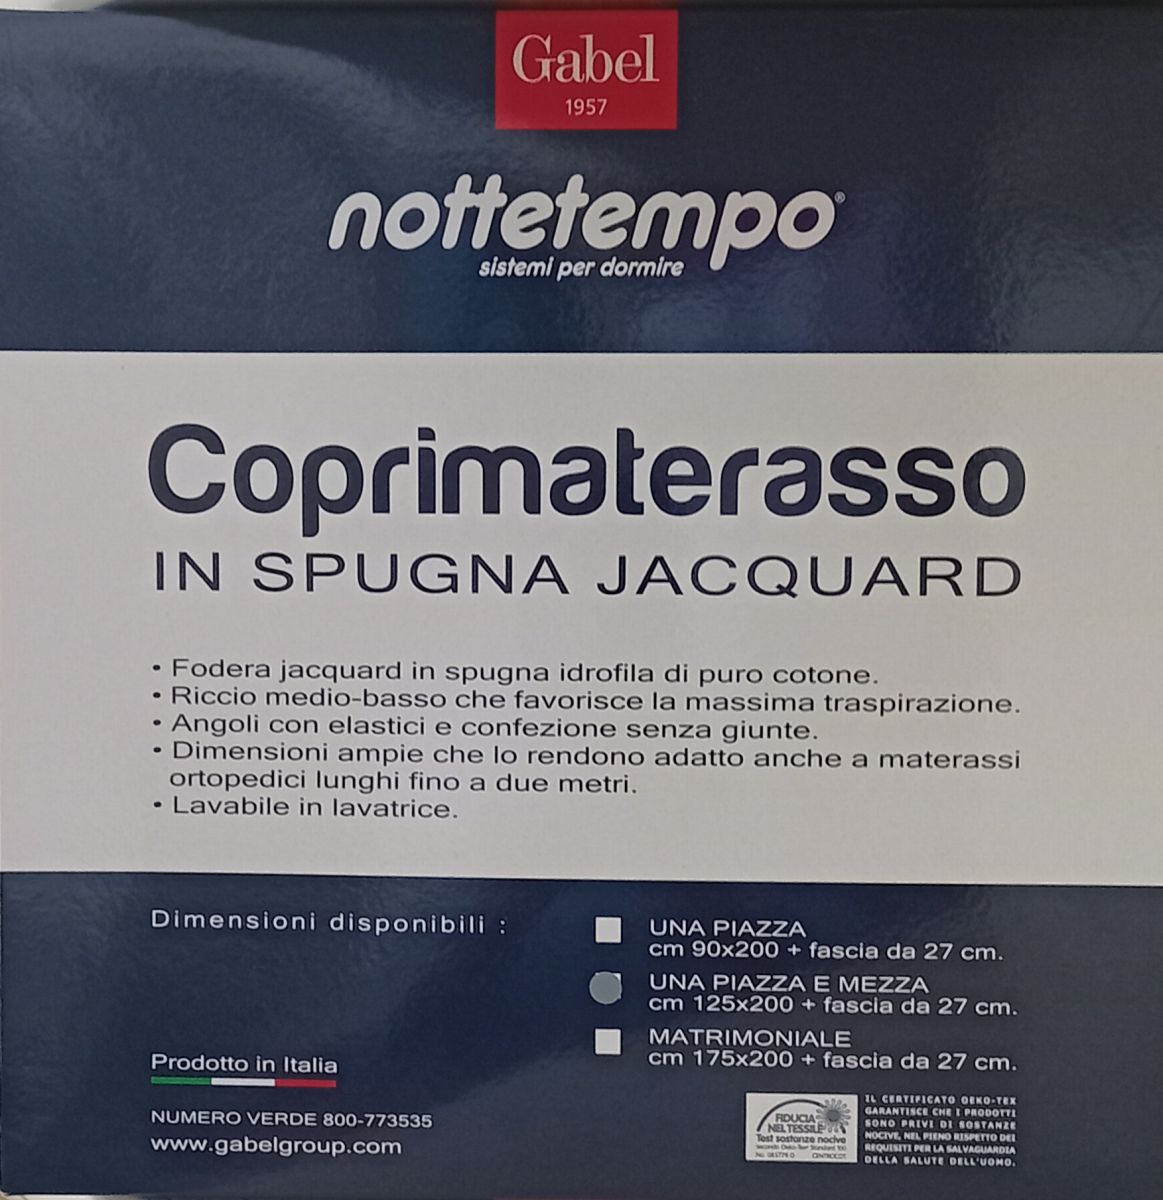 Gabel
1957
nottetempo®
sistemi per dormire
Coprimaterasso
IN SPUGNA JACQUARD
• Fodera jacquard in spugna idrofila di puro cotone.
• Riccio medio-basso che favorisce la massima traspirazione.
• Angoli con elastici e confezione senza giunte.
• Dimensioni ampie che lo rendono adatto anche a materassi
ortopedici lunghi fino a due metri.
• Lavabile in lavatrice.
Dimensioni disponibili :
UNA PIAZZA
cm 90x200 + fascia da 27 cm.
UNA PIAZZA E MEZZA
cm 125x200 + fascia da 27 cm.
MATRIMONIALE
cm 175x200 + fascia da 27 cm.
Prodotto in Italia
NUMERO VERDE 800-773535
www.gabelgroup.com
FIDUCIA
NEL TESSILE
Test sostanze nocive
secondo Oeko-Tex Standard 100
CENTROCOT
IL CERTIFICATO OEKO-TEX
GARANTISCE CHE I PRODOTTI
SONO PRIVI DI SOSTANZE
NOCIVE, NEL PIENO RISPETTO DEI
REQUISITI PER LA SALVAGUARDIA
DELLA SALUTE DELL'UOMO.